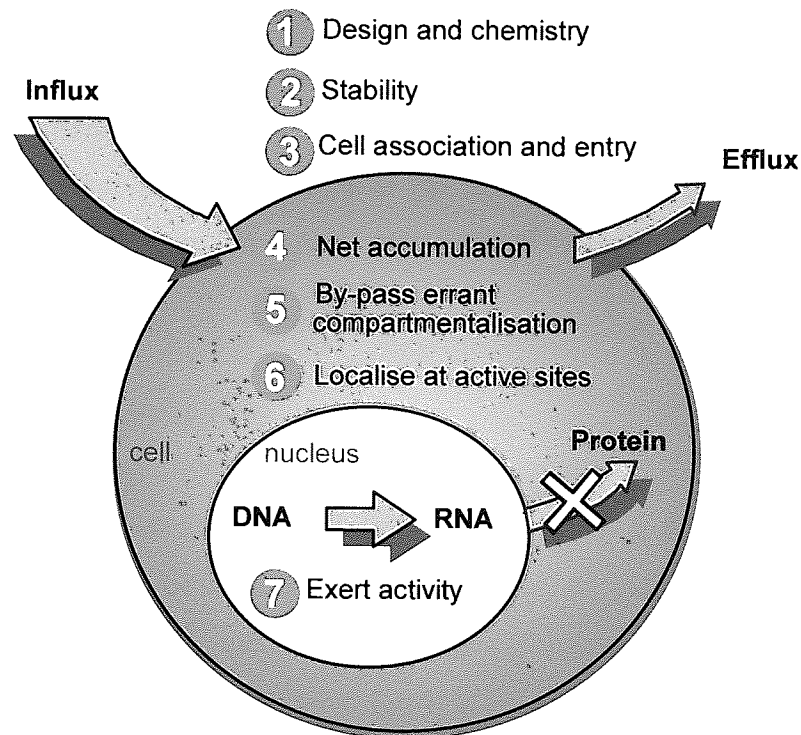 1 Design and chemistry
Influx
2 Stability
3 Cell association and entry
Efflux
4 Net accumulation
5 By-pass errant
compartmentalisation
6 Localise at active sites
Protein
cell nucleus
DNA RNA
7 Exert activity